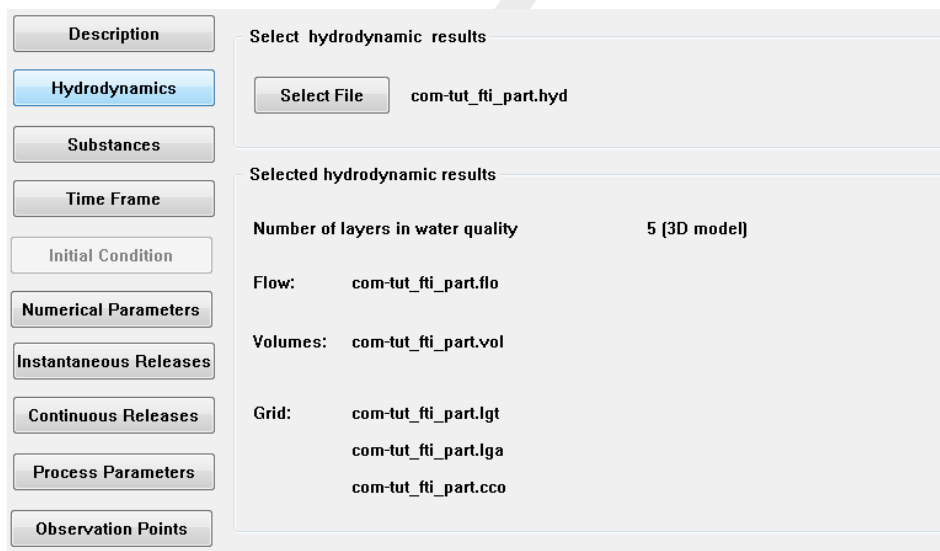 Description
Hydrodynamics
Substances
Time Frame
Initial Condition
Numerical Parameters
Instantaneous Releases
Continuous Releases
Process Parameters
Observation Points
Select hydrodynamic results
Select File com-tut_fti_part.hyd
Selected hydrodynamic results
Number of layers in water quality 5 (3D model)
Flow: com-tut_fti_part.flo
Volumes: com-tut_fti_part.vol
Grid: com-tut_fti_part.lgt
com-tut_fti_part.lga
com-tut_fti_part.cco